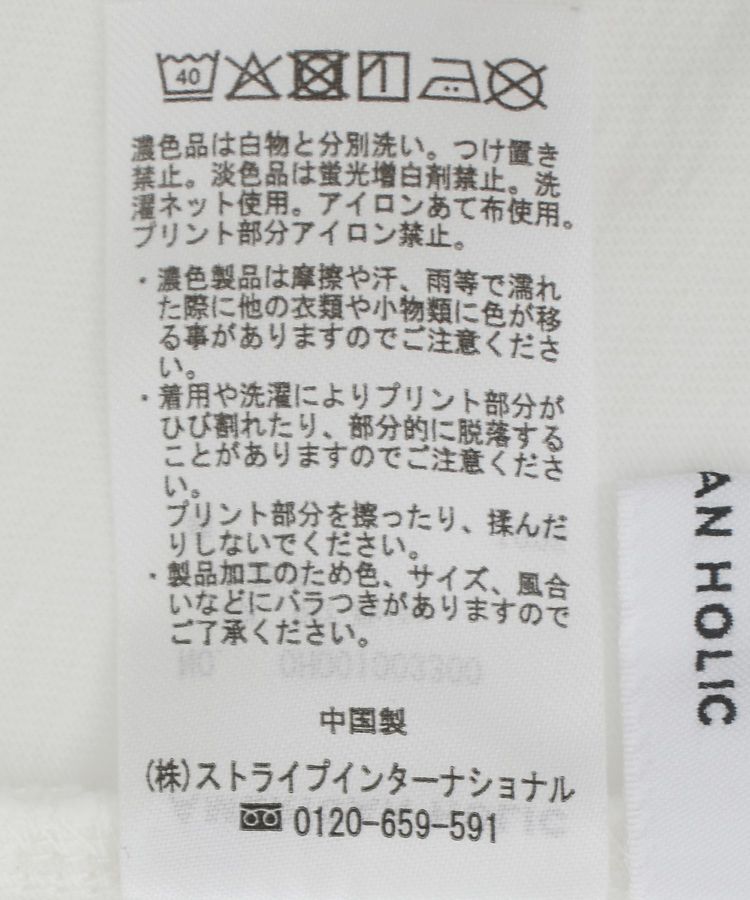 40
濃色品は白物と分別洗い。つけ置き
禁止。淡色品は蛍光増白剤禁止。洗
濯ネット使用。アイロンあて布使用。
プリント部分アイロン禁止。
・濃色製品は摩擦や汗、雨等で濡れ
た際に他の衣類や小物類に色が移
る事がありますのでご注意くださ
い。
・着用や洗濯によりプリント部分が
ひび割れたり、部分的に脱落する
ことがありますのでご注意くださ
い。
プリント部分を擦ったり、揉んだ
りしないでください。
・製品加工のため色、サイズ、風合
いなどにバラつきがありますので
ご了承ください。
中国製
(株)ストライプインターナショナル
0120-659-591
AN HOLIC